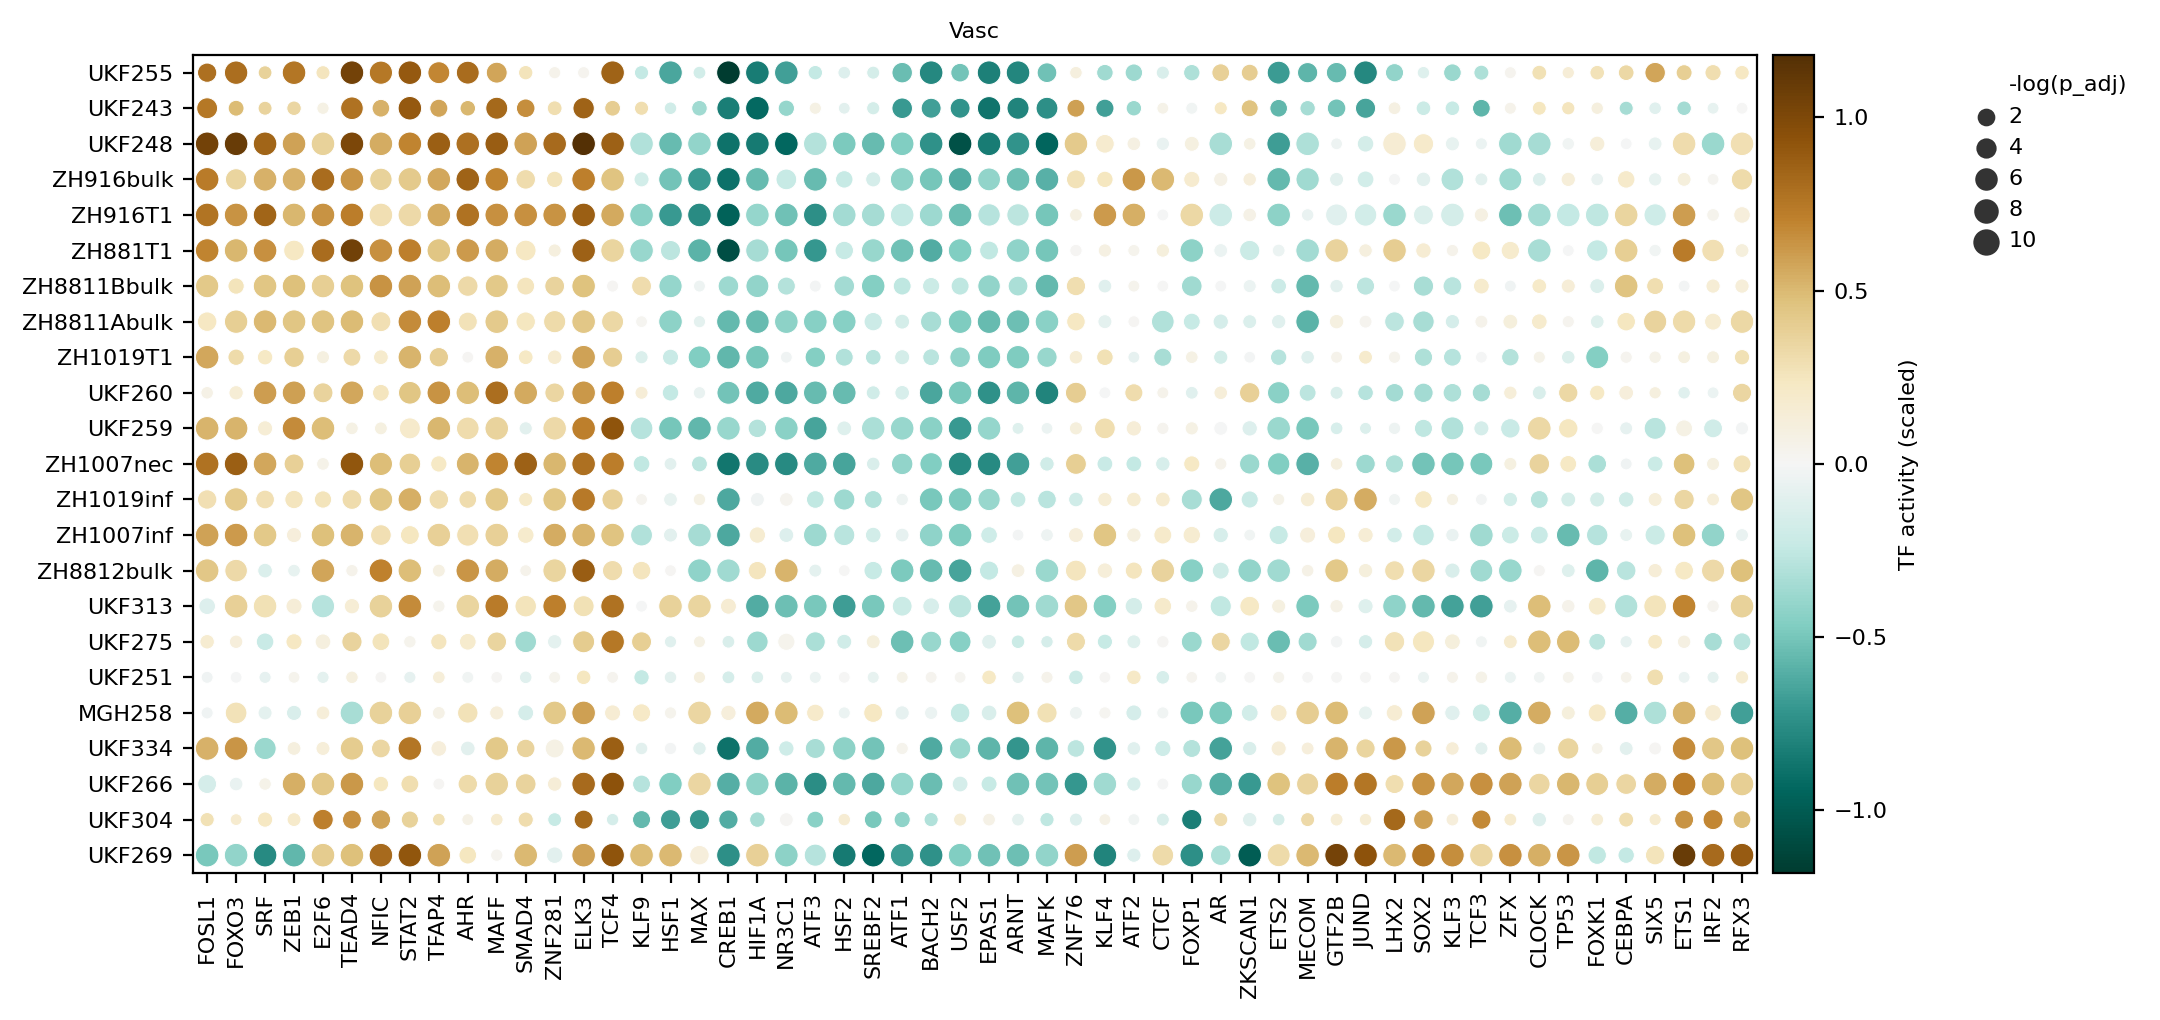 Vasc
UKF255
UKF243
UKF248
ZH916bulk
ZH916T1
ZH881T1
ZH8811Bbulk
ZH8811Abulk
ZH1019T1
UKF260
UKF259
ZH1007nec
ZH1019inf
ZH1007inf
ZH8812bulk
UKF313
UKF275
UKF251
MGH258
UKF334
UKF266
UKF304
UKF269
FOSL1
FOXO3
SRF
ZEB1
E2F6
TEAD4
NFIC
STAT2
TFAP4
AHR
MAFF
SMAD4
ZNF281
ELK3
TCF4
KLF9
HSF1
MAX
CREB1
HIF1A
NR3C1
ATF3
HSF2
SREBF2
ATF1
BACH2
USF2
EPAS1
ARNT
MAFK
ZNF76
KLF4
ATF2
CTCF
FOXP1
AR
ZKSCAN1
ETS2
MECOM
GTF2B
JUND
LHX2
SOX2
KLF3
TCF3
ZFX
CLOCK
TP53
FOXK1
CEBPA
SIX5
ETS1
IRF2
RFX3
1.0
0.5
0.0
−0.5
−1.0
TF activity (scaled)
-log(p_adj)
2
4
6
8
10